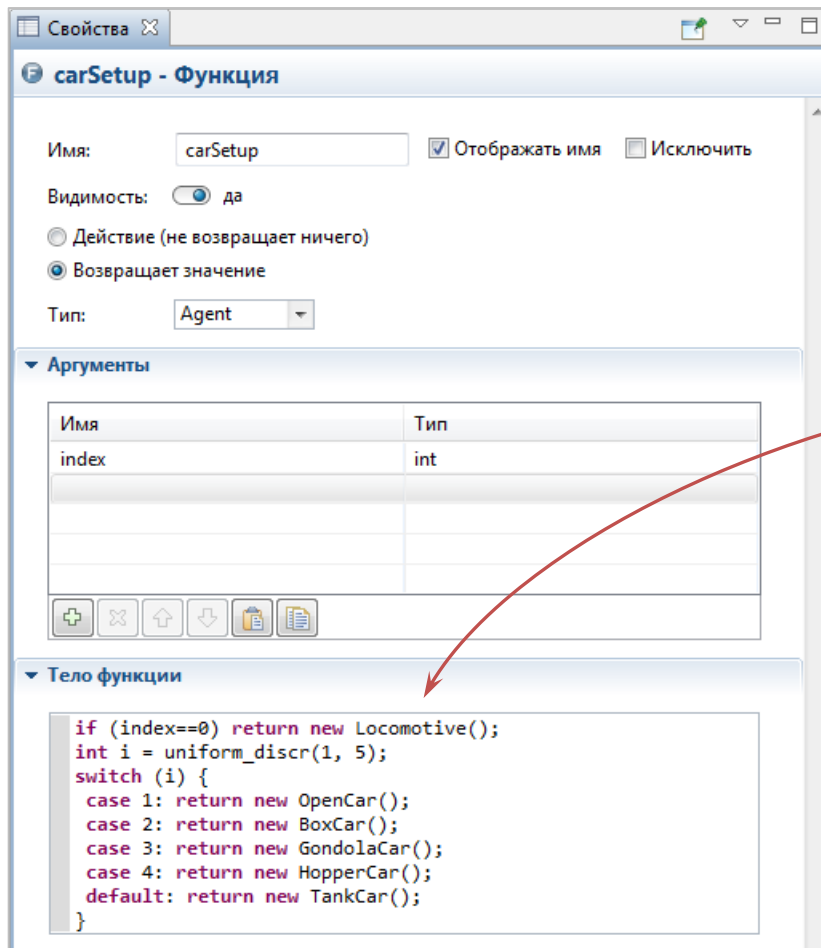 Свойства
carSetup - Функция
Имя: carSetup Отображать имя Исключить
Видимость: да
Действие (не возвращает ничего)
Возвращает значение
Тип: Agent
Аргументы
Имя Тип
index int
Тело функции
if (index==0) return new Locomotive();
int i = uniform_discr(1, 5);
switch (i) {
case 1: return new OpenCar();
case 2: return new BoxCar();
case 3: return new GondolaCar();
case 4: return new HopperCar();
default: return new TankCar();
}